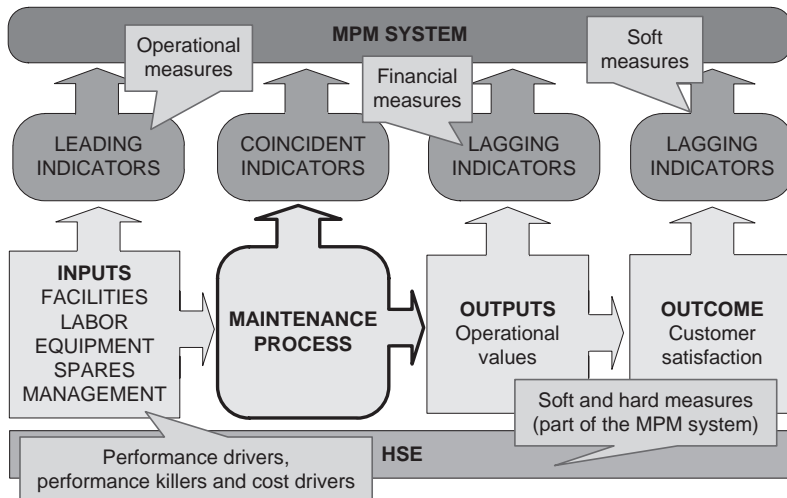 MPM SYSTEM
Operational
measures
Financial
measures
Soft
measures
LEADING
INDICATORS
COINCIDENT
INDICATORS
LAGGING
INDICATORS
LAGGING
INDICATORS
INPUTS
FACILITIES
LABOR
EQUIPMENT
SPARES
MANAGEMENT
MAINTENANCE
PROCESS
OUTPUTS
Operational
values
OUTCOME
Customer
satisfaction
Soft and hard measures
(part of the MPM system)
HSE
Performance drivers,
performance killers and cost drivers